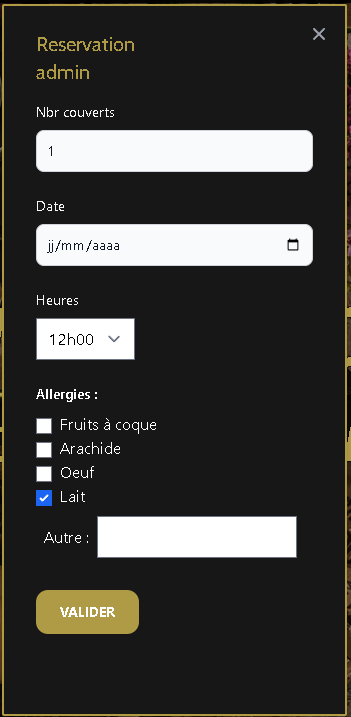 Reservation
admin
Nbr couverts
1
Date
jj/mm/aaaa
Heures
12h00
Allergies :
Fruits à coque
Arachide
Oeuf
Lait
Autre :
VALIDER